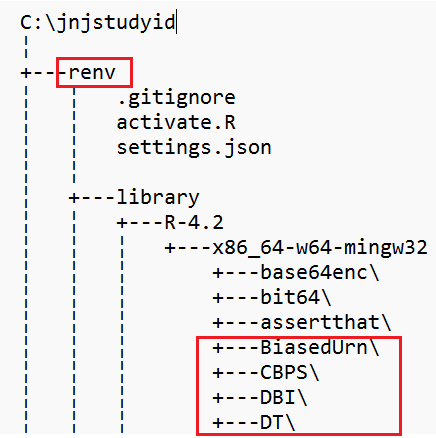 C:\jnjstudyid
+---renv
.gitignore
activate.R
settings.json
+---library
+---R-4.2
+---x86_64-w64-mingw32
+---base64enc\
+---bit64\
+---assertthat\
+---BiasedUrn\
+---CBPS\
+---DBI\
+---DT\